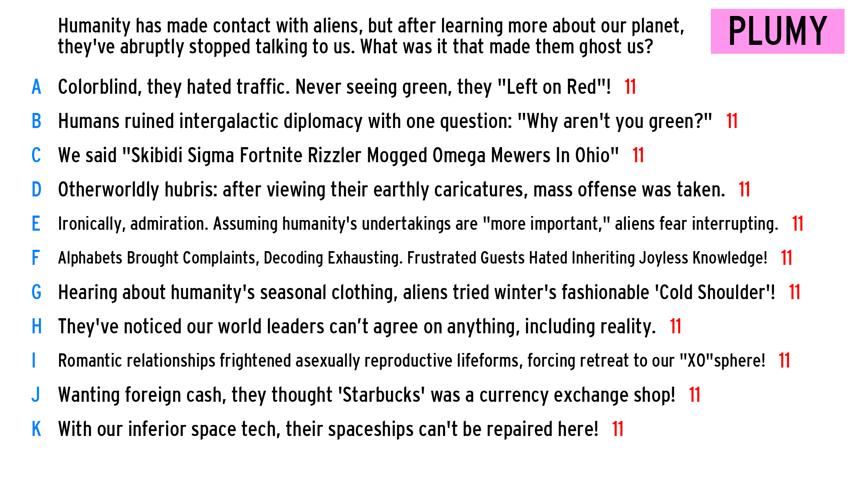 Humanity has made contact with aliens, but after learning more about our planet,
they've abruptly stopped talking to us. What was it that made them ghost us?
PLUMY
A Colorblind, they hated traffic. Never seeing green, they "Left on Red"! 11
B Humans ruined intergalactic diplomacy with one question: "Why aren't you green?" 11
C We said "Skibidi Sigma Fortnite Rizzler Mogged Omega Mewers In Ohio" 11
D Otherworldly hubris: after viewing their earthly caricatures, mass offense was taken. 11
E Ironically, admiration. Assuming humanity's undertakings are "more important," aliens fear interrupting. 11
F Alphabets Brought Complaints, Decoding Exhausting. Frustrated Guests Hated Inheriting Joyless Knowledge! 11
G Hearing about humanity's seasonal clothing, aliens tried winter's fashionable 'Cold Shoulder'! 11
H They've noticed our world leaders can’t agree on anything, including reality. 11
I Romantic relationships frightened asexually reproductive lifeforms, forcing retreat to our "XO"sphere! 11
J Wanting foreign cash, they thought 'Starbucks' was a currency exchange shop! 11
K With our inferior space tech, their spaceships can't be repaired here! 11